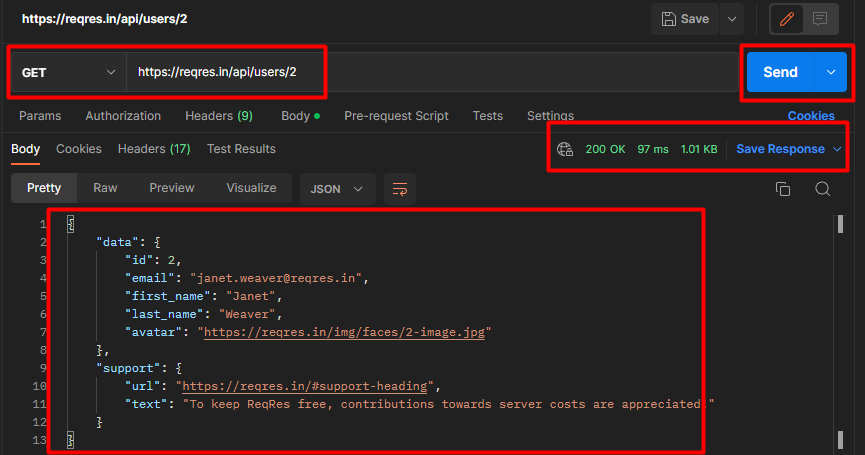 https://reqres.in/api/users/2
Save
GET
https://reqres.in/api/users/2
Send
Params Authorization Headers (9) Body Pre-request Script Tests Settings Cookies
Body Cookies Headers (17) Test Results
200 OK 97 ms 1.01 KB Save Response
Pretty Raw Preview Visualize JSON
1 {
2 "data": {
3 "id": 2,
4 "email": "janet.weaver@reqres.in",
5 "first_name": "Janet",
6 "last_name": "Weaver",
7 "avatar": "https://reqres.in/img/faces/2-image.jpg"
8 },
9 "support": {
10 "url": "https://reqres.in/#support-heading",
11 "text": "To keep ReqRes free, contributions towards server costs are appreciated!"
12 }
13 }